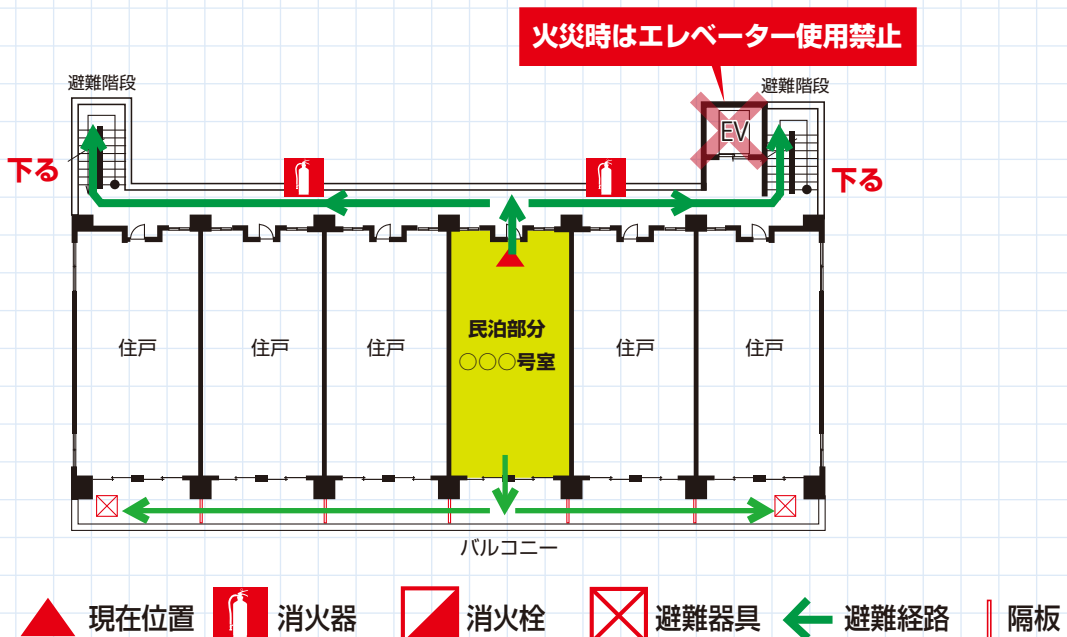 火災時はエレベーター使用禁止
避難階段
避難階段
EV
下る
下る
住戸
住戸
住戸
民泊部分
○○○号室
住戸
住戸
バルコニー
現在位置
消火器
消火栓
避難器具
避難経路
隔板